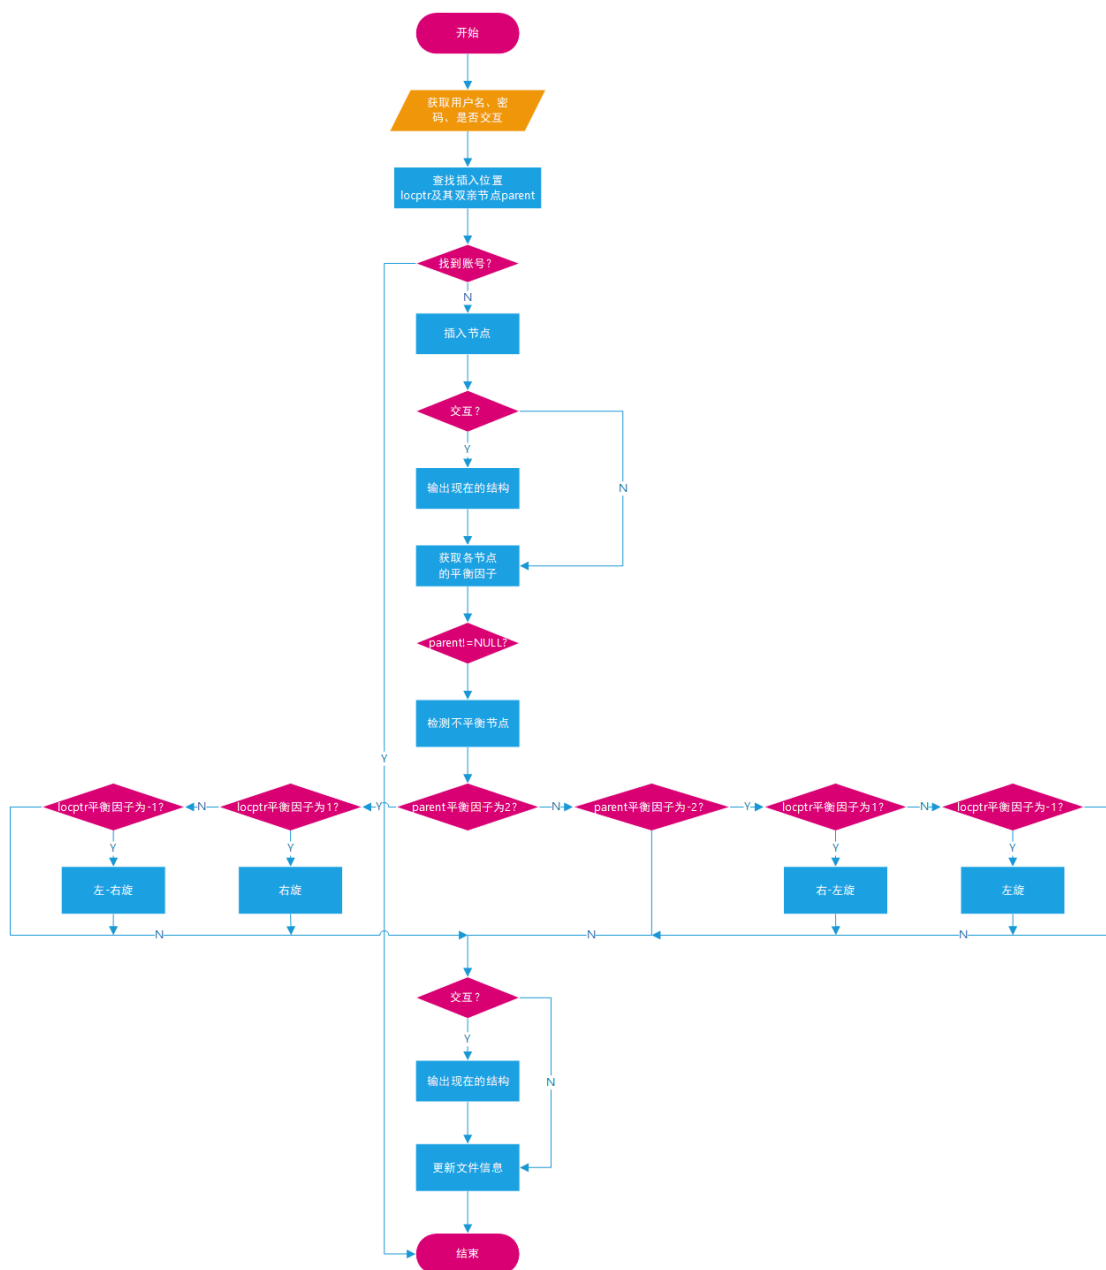 开始
获取用户名、密
码、是否交互
查找插入位置
locptr及其双亲节点parent
找到账号?
N
插入节点
交互?
Y
输出现在的结构
N
获取各节点
的平衡因子
parent!=NULL?
检测不平衡节点
Y
locptr平衡因子为-1?
N
locptr平衡因子为1?
Y
parent平衡因子为2?
N
parent平衡因子为-2?
Y
locptr平衡因子为1?
N
locptr平衡因子为-1?
Y
Y
Y
Y
左-右旋
右旋
右-左旋
左旋
N
N
N
交互?
Y
输出现在的结构
N
更新文件信息
结束